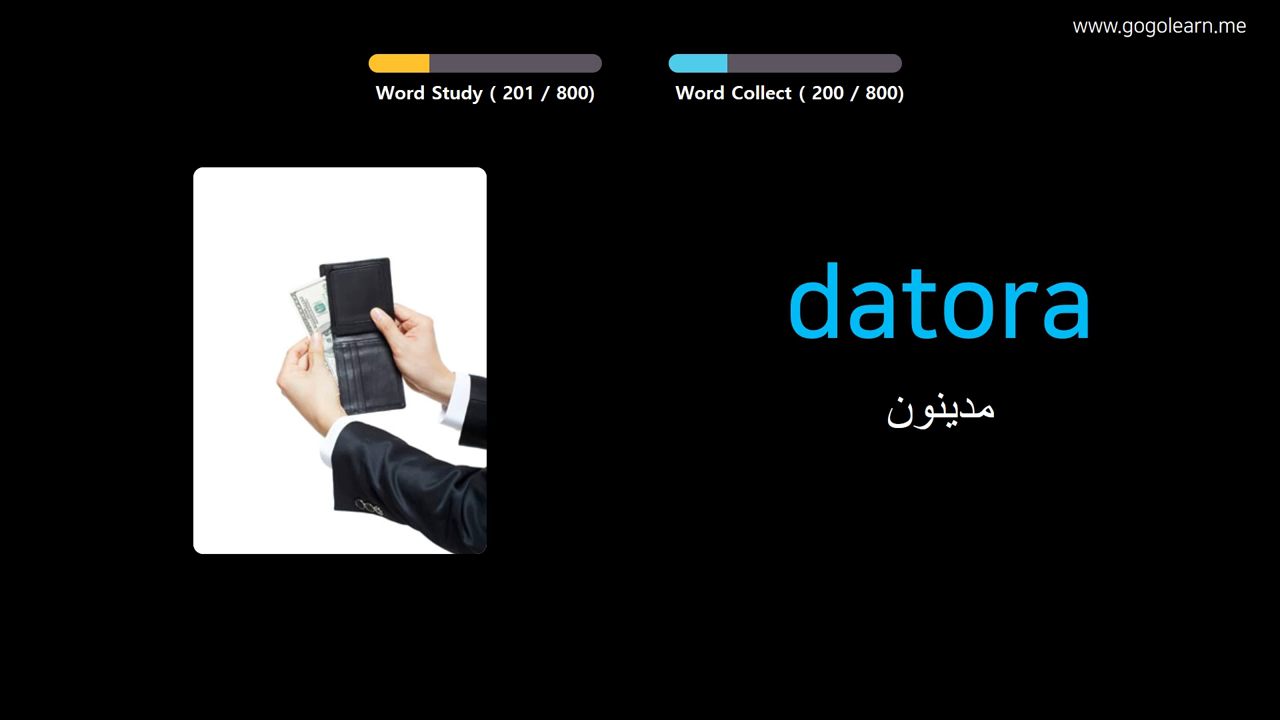 www.gogolearn.me
Word Study ( 201 / 800)
Word Collect ( 200 / 800)
datora
مدينون